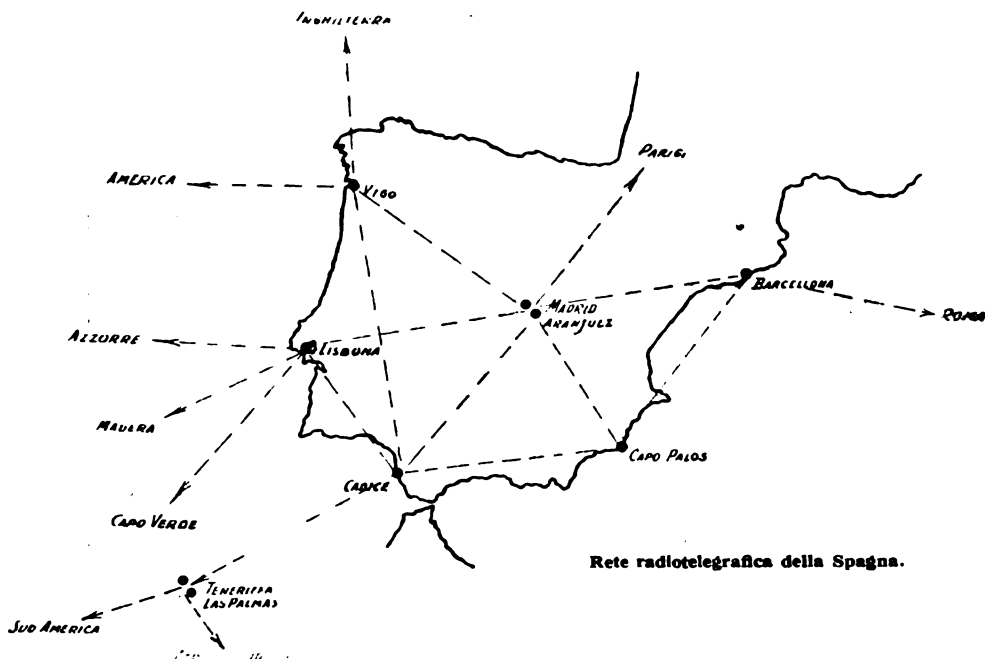 INGHILTERRA
PARIGI
AMERICA
VIGO
BARCELLONA
MADRID
ARANJUEZ
ROMA
AZZORRE
LISBONA
MADERA
CAPO PALOS
CADICE
CAPO VERDE
Rete radiotelegrafica della Spagna.
TENERIFFA
LAS PALMAS
SUD AMERICA